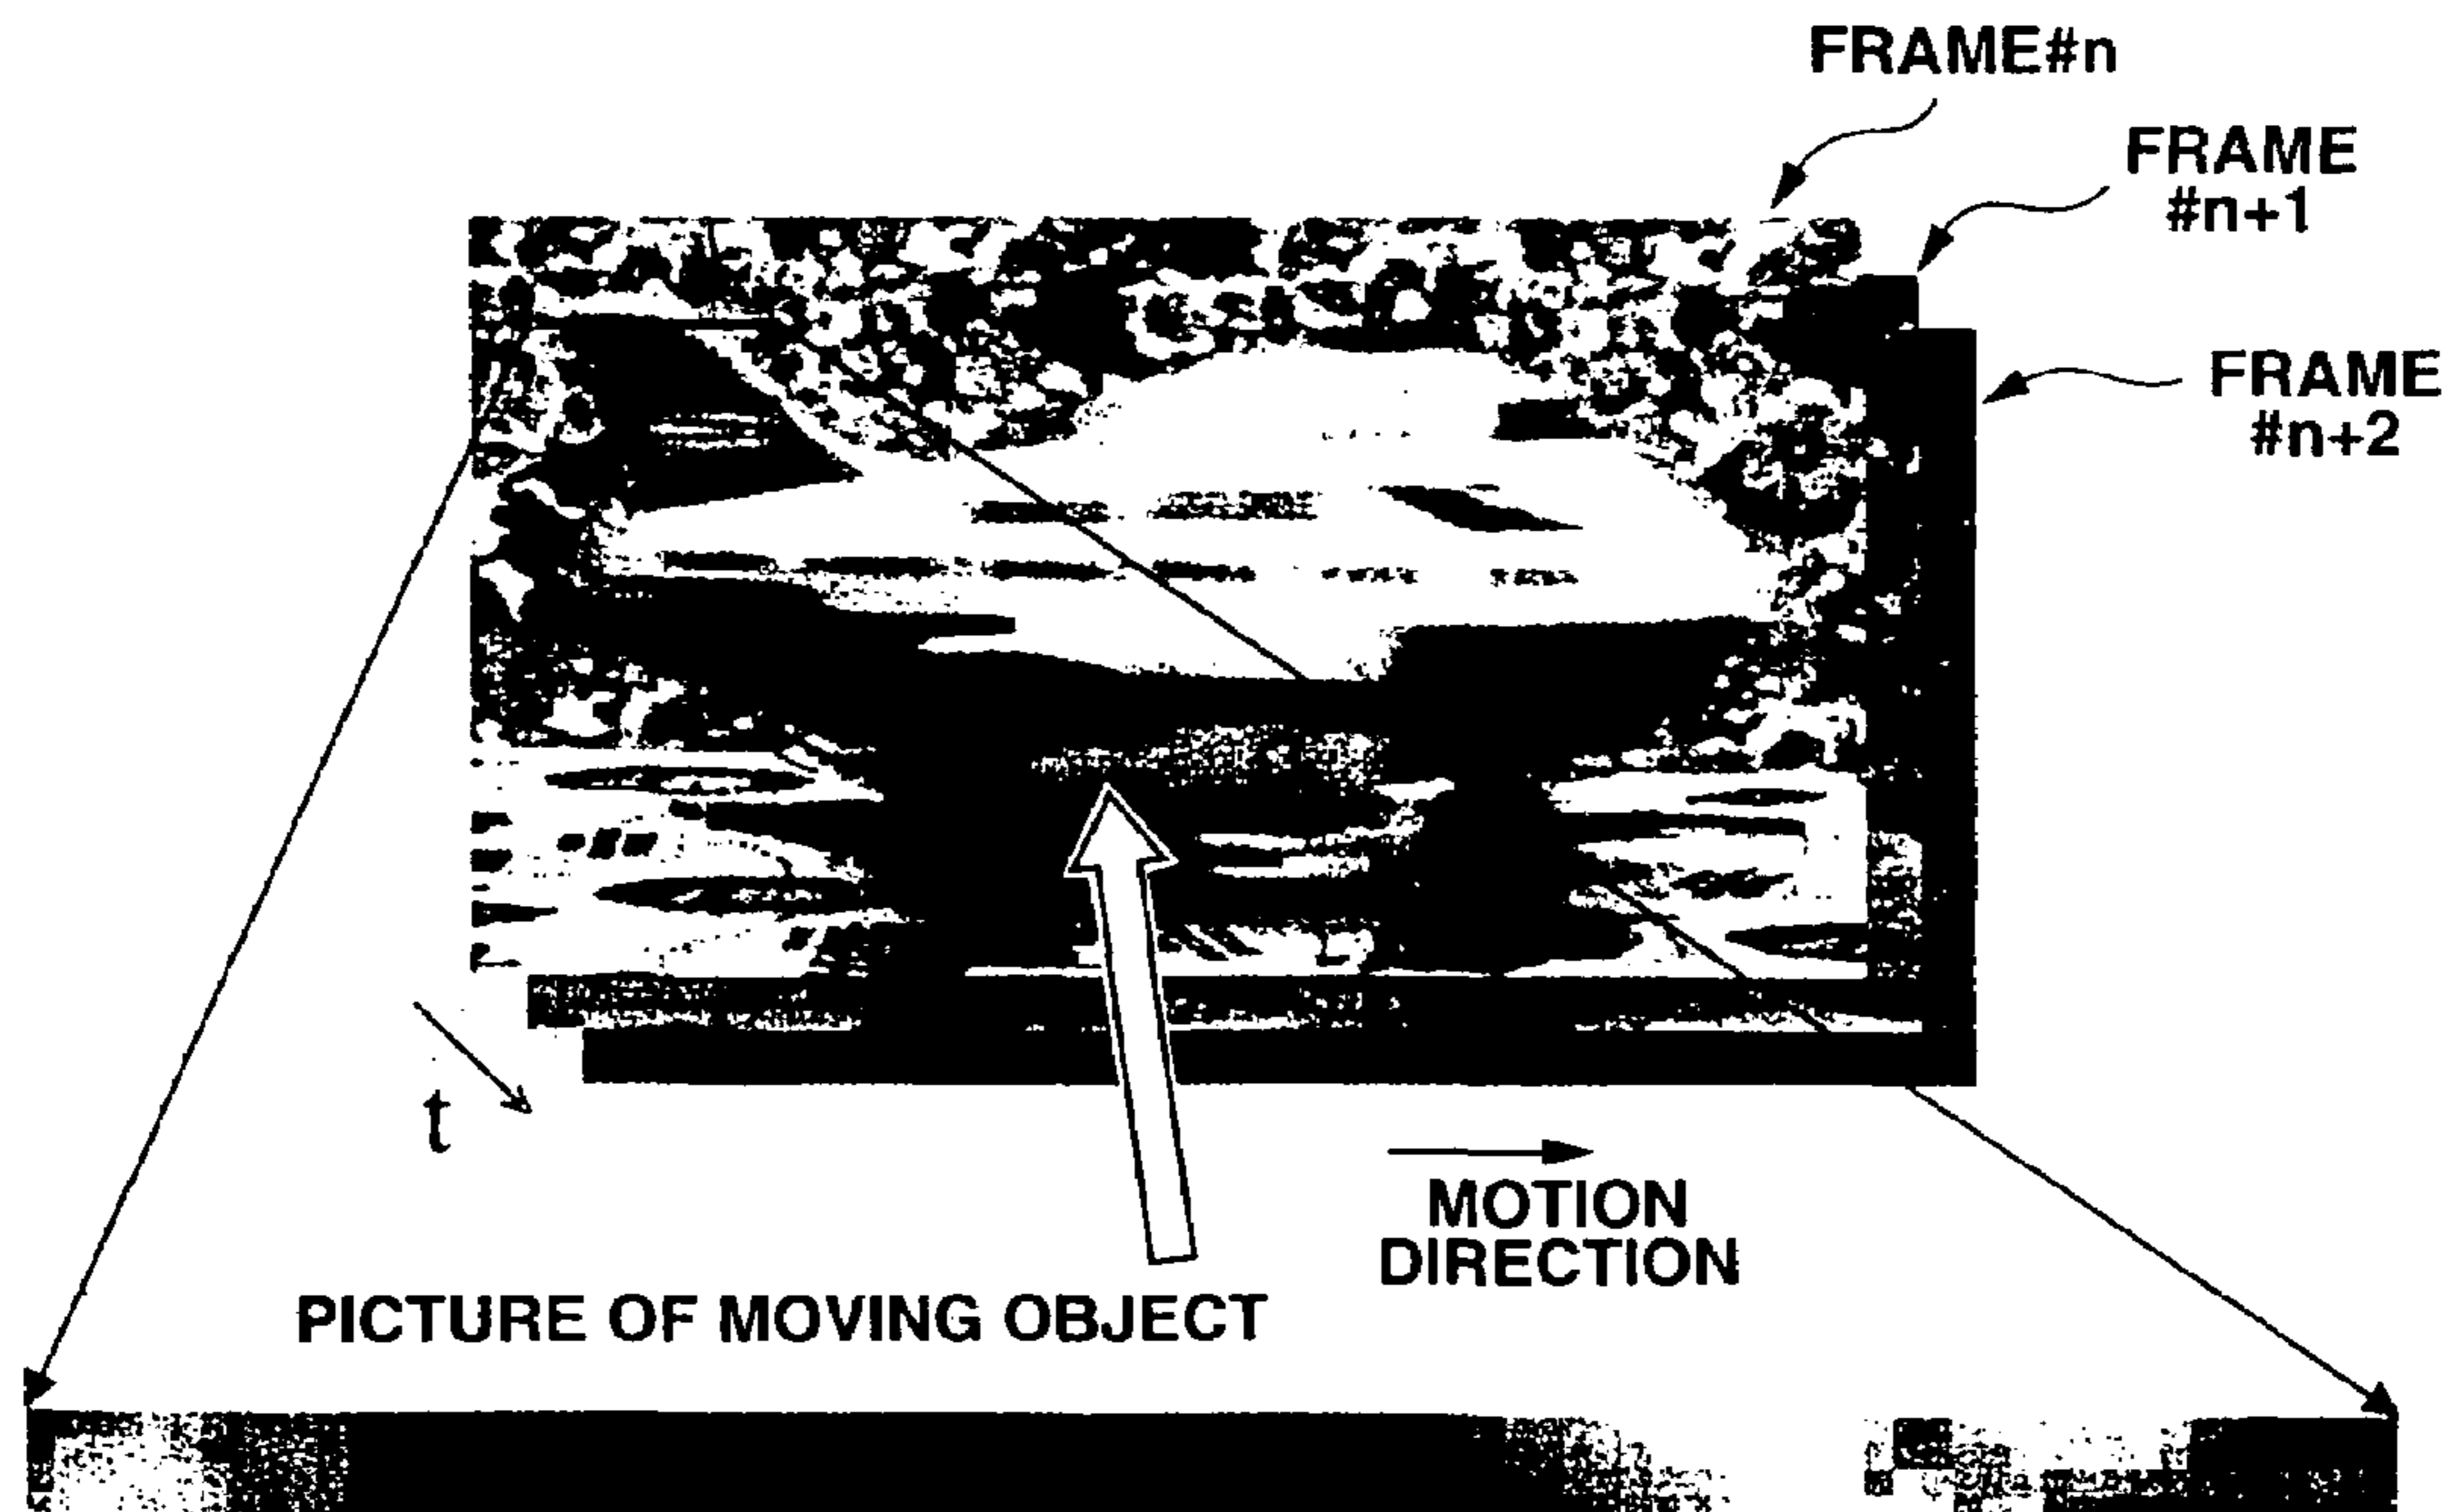 FRAME#n
FRAME
#n+1
FRAME
#n+2
t
MOTION
DIRECTION
PICTURE OF MOVING OBJECT